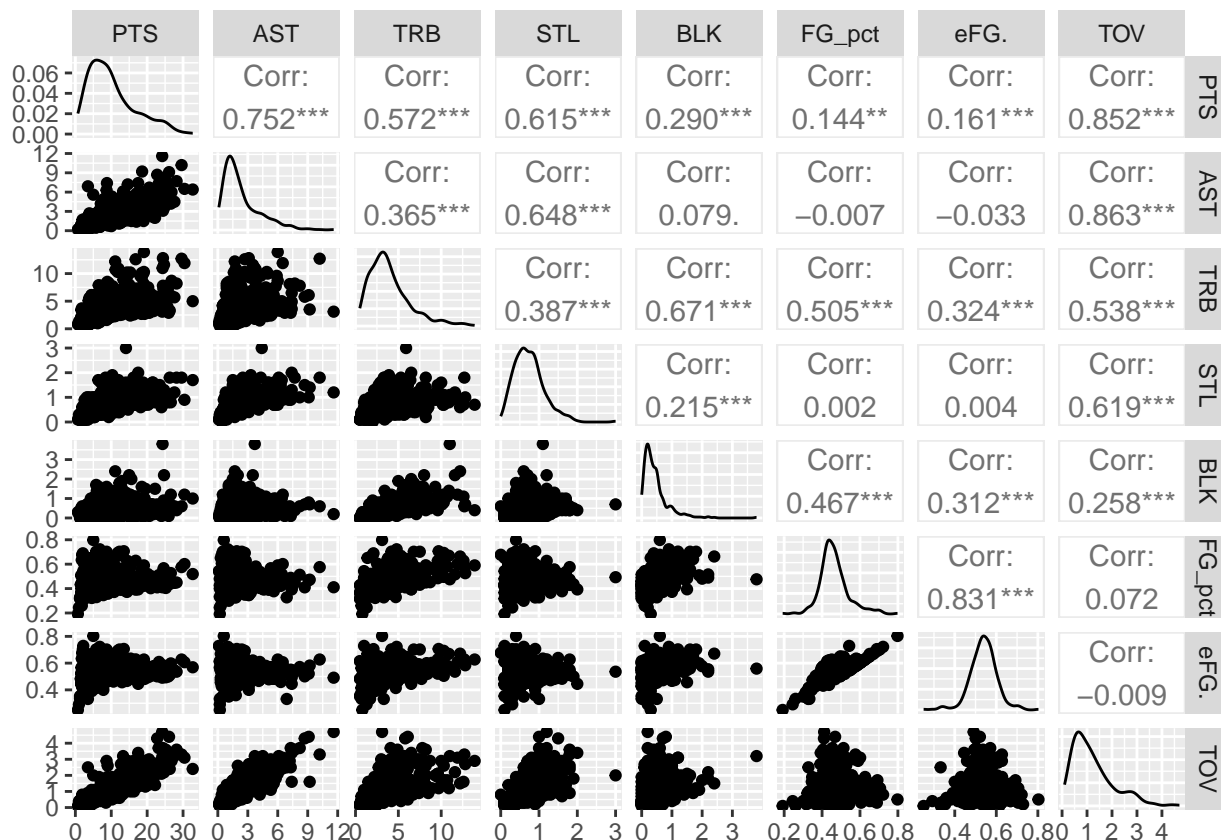 PTS AST TRB STL BLK FG_pct eFG. TOV
0.06
0.04
0.02
0.00
Corr: Corr: Corr: Corr: Corr: Corr: Corr:
0.752*** 0.572*** 0.615*** 0.290*** 0.144** 0.161*** 0.852***
PTS
12
9
6
3
0
Corr: Corr: Corr: Corr: Corr: Corr:
0.365*** 0.648*** 0.079. −0.007 −0.033 0.863***
AST
10
5
0
Corr: Corr: Corr: Corr: Corr:
0.387*** 0.671*** 0.505*** 0.324*** 0.538***
TRB
3
2
1
0
Corr: Corr: Corr: Corr:
0.215*** 0.002 0.004 0.619***
STL
3
2
1
0
Corr: Corr: Corr:
0.467*** 0.312*** 0.258***
BLK
0.8
0.6
0.4
0.2
Corr: Corr:
0.831*** 0.072
FG_pct
0.8
0.6
0.4
Corr:
−0.009
eFG.
4
3
2
1
0
TOV
0 10 20 30 0 3 6 9 12 0 5 10 0 1 2 3 0 1 2 3 0.2 0.4 0.6 0.8 0.4 0.6 0.8 0 1 2 3 4